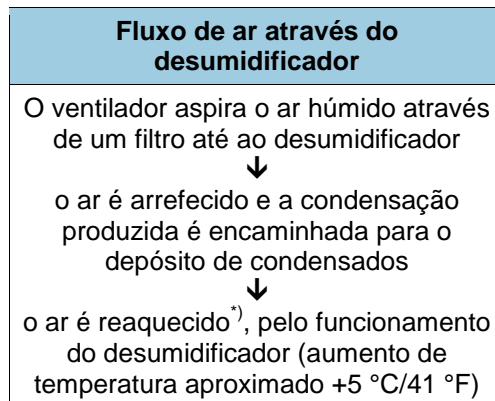 Fluxo de ar através do
desumidificador
O ventilador aspira o ar húmido através
de um filtro até ao desumidificador
🡻
o ar é arrefecido e a condensação
produzida é encaminhada para o
depósito de condensados
🡻
o ar é reaquecido*), pelo funcionamento
do desumidificador (aumento de
temperatura aproximado +5 °C/41 °F)